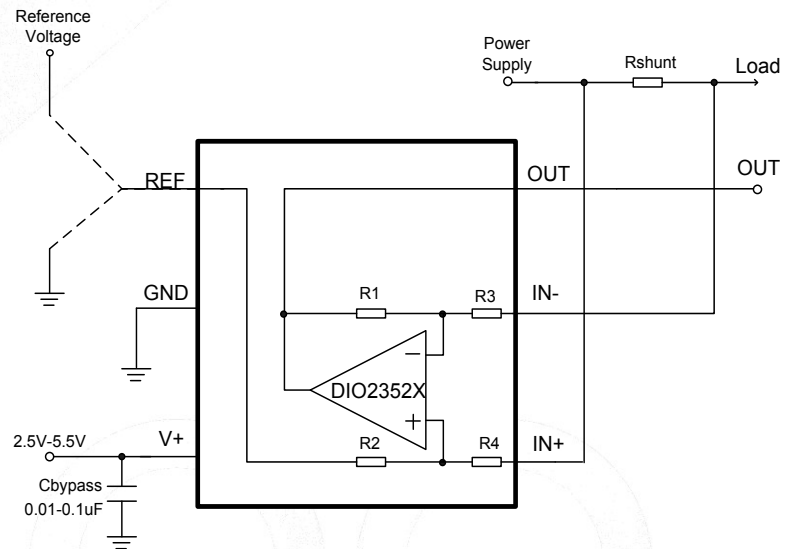 Reference
Voltage
Power
Supply
Rshunt
Load
REF
OUT
OUT
GND
R1
R3
IN-
DIO2352X
2.5V-5.5V
V+
R2
R4
IN+
Cbypass
0.01-0.1uF